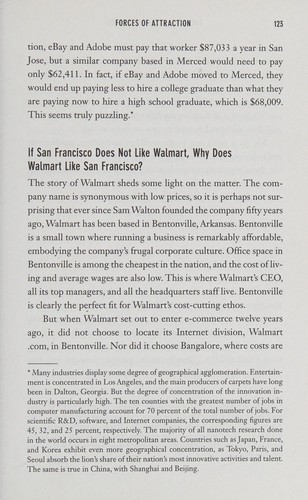 FORCES OF ATTRACTION 123
tion, eBay and Adobe must pay that worker $87,033 a year in San
Jose, but a similar company based in Merced would need to pay
only $62,411. In fact, if eBay and Adobe moved to Merced, they
would end up paying less to hire a college graduate than what they
are paying now to hire a high school graduate, which is $68,009.
This seems truly puzzling.*
If San Francisco Does Not Like Walmart, Why Does
Walmart Like San Francisco?
The story of Walmart sheds some light on the matter. The com-
pany name is synonymous with low prices, so it is perhaps not sur-
prising that ever since Sam Walton founded the company fifty years
ago, Walmart has been based in Bentonville, Arkansas. Bentonville
is a small town where running a business is remarkably affordable,
embodying the company's frugal corporate culture. Office space in
Bentonville is among the cheapest in the nation, and the cost of liv-
ing and average wages are also low. This is where Walmart's CEO,
all its top managers, and all the headquarters staff live. Bentonville
is clearly the perfect fit for Walmart's cost-cutting ethos.
But when Walmart set out to enter e-commerce twelve years
ago, it did not choose to locate its Internet division, Walmart
.com, in Bentonville. Nor did it choose Bangalore, where costs are
* Many industries display some degree of geographical agglomeration. Entertain-
ment is concentrated in Los Angeles, and the main producers of carpets have long
been in Dalton, Georgia. But the degree of concentration of the innovation in-
dustry is particularly high. The ten counties with the greatest number of jobs in
computer manufacturing account for 70 percent of the total number of jobs. For
scientific R&D, software, and Internet companies, the corresponding figures are
45, 32, and 25 percent, respectively. The majority of all nanotech research done
in the world occurs in eight metropolitan areas. Countries such as Japan, France,
and Korea exhibit even more geographical concentration, as Tokyo, Paris, and
Seoul absorb the lion's share of their nation's most innovative activities and talent.
The same is true in China, with Shanghai and Beijing.